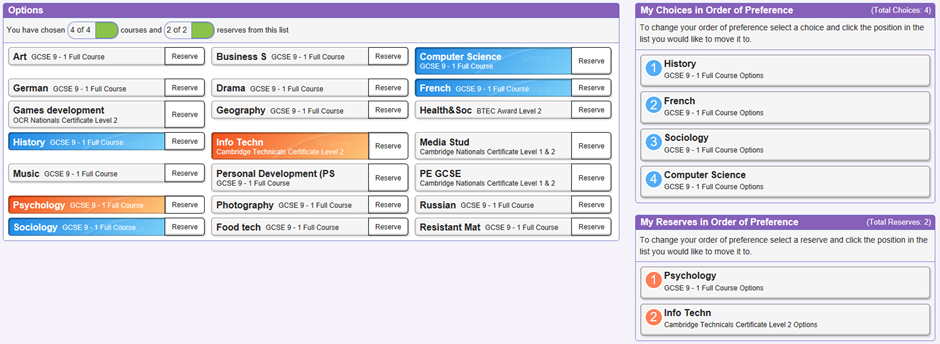 Options
You have chosen 4 of 4 courses and 2 of 2 reserves from this list
Art GCSE 9 - 1 Full Course Reserve
Business S GCSE 9 - 1 Full Course Reserve
Computer Science
GCSE 9 - 1 Full Course
Reserve
German GCSE 9 - 1 Full Course Reserve
Drama GCSE 9 - 1 Full Course Reserve
French GCSE 9 - 1 Full Course Reserve
Games development
OCR Nationals Certificate Level 2
Reserve
Geography GCSE 9 - 1 Full Course Reserve
Health&Soc BTEC Award Level 2 Reserve
History GCSE 9 - 1 Full Course Reserve
Info Techn
Cambridge Technicals Certificate Level 2
Reserve
Media Stud
Cambridge Nationals Certificate Level 1 & 2
Reserve
Music GCSE 9 - 1 Full Course Reserve
Personal Development (PS
GCSE 9 - 1 Full Course
Reserve
PE GCSE
Cambridge Nationals Certificate Level 1 & 2
Reserve
Psychology GCSE 9 - 1 Full Course Reserve
Photography GCSE 9 - 1 Full Course Reserve
Russian GCSE 9 - 1 Full Course Reserve
Sociology GCSE 9 - 1 Full Course Reserve
Food tech GCSE 9 - 1 Full Course Reserve
Resistant Mat GCSE 9 - 1 Full Course Reserve
My Choices in Order of Preference (Total Choices: 4)
To change your order of preference select a choice and click the position in the
list you would like to move it to.
1 History
GCSE 9 - 1 Full Course Options
2 French
GCSE 9 - 1 Full Course Options
3 Sociology
GCSE 9 - 1 Full Course Options
4 Computer Science
GCSE 9 - 1 Full Course Options
My Reserves in Order of Preference (Total Reserves: 2)
To change your order of preference select a reserve and click the position in the
list you would like to move it to.
1 Psychology
GCSE 9 - 1 Full Course Options
2 Info Techn
Cambridge Technicals Certificate Level 2 Options